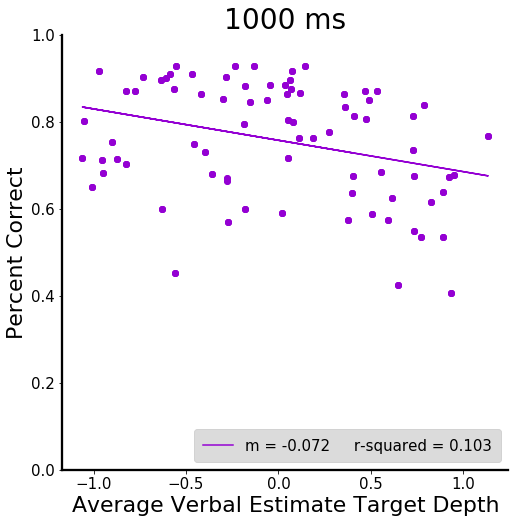 1000 ms
Percent Correct
1.0
0.8
0.6
0.4
0.2
0.0
m = -0.072 r-squared = 0.103
−1.0 −0.5 0.0 0.5 1.0
Average Verbal Estimate Target Depth